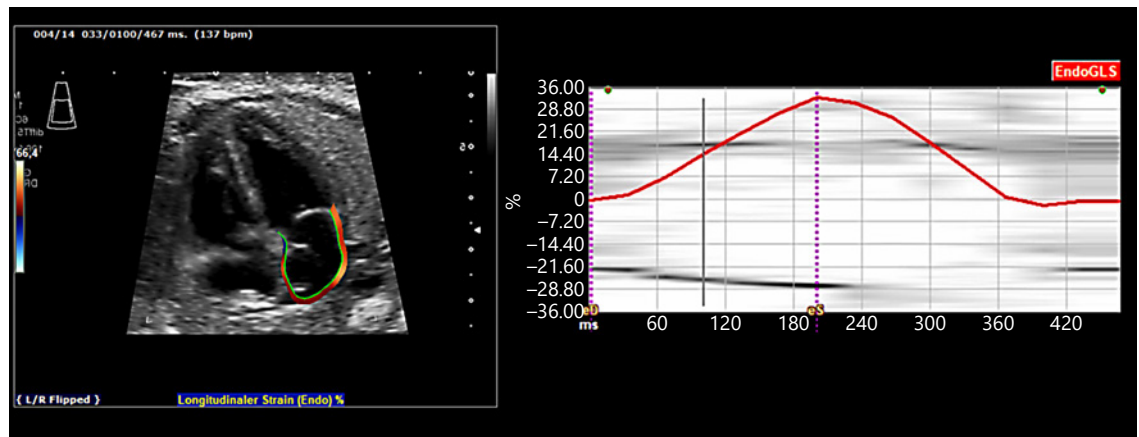 004/14 033/0100/467 ms. (137 bpm)
66,4
{ L/R Flipped }
Longitudinaler Strain (Endo) %
EndoGLS
36.00
28.80
21.60
14.40
7.20
0
–7.20
–14.40
–21.60
–28.80
–36.00
%
eD
eS
ms
60 120 180 240 300 360 420